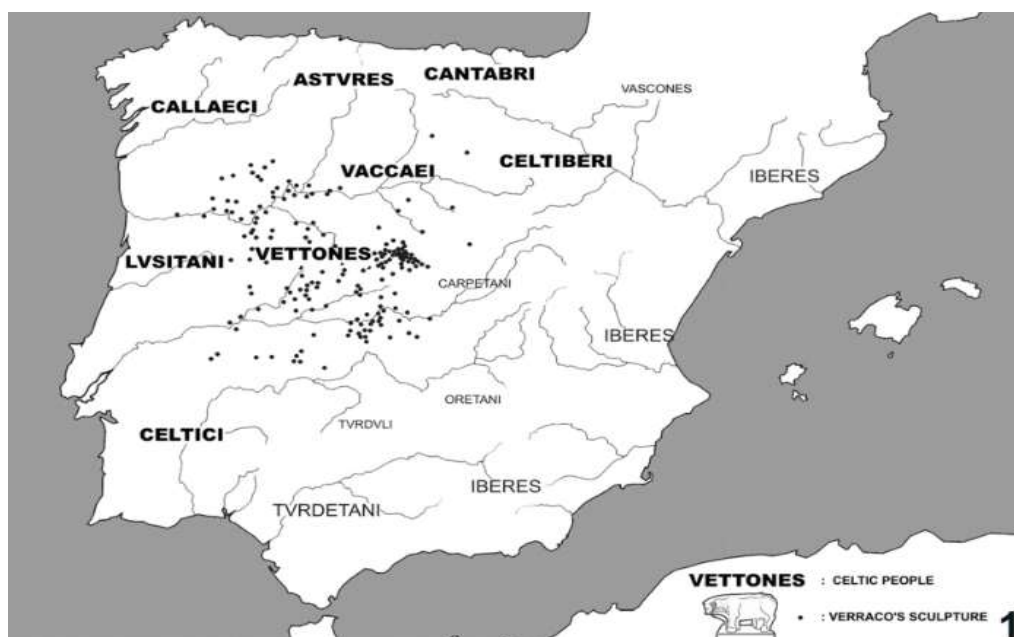 ASTVRES
CANTABRI
CALLAECI
VASCONES
VACCAEI
CELTIBERI
IBERES
LVSITANI
VETTONES
CARPETANI
IBERES
ORETANI
TVRDVLI
CELTICI
IBERES
TVRDETANI
VETTONES : CELTIC PEOPLE
• : VERRACO'S SCULPTURE
1